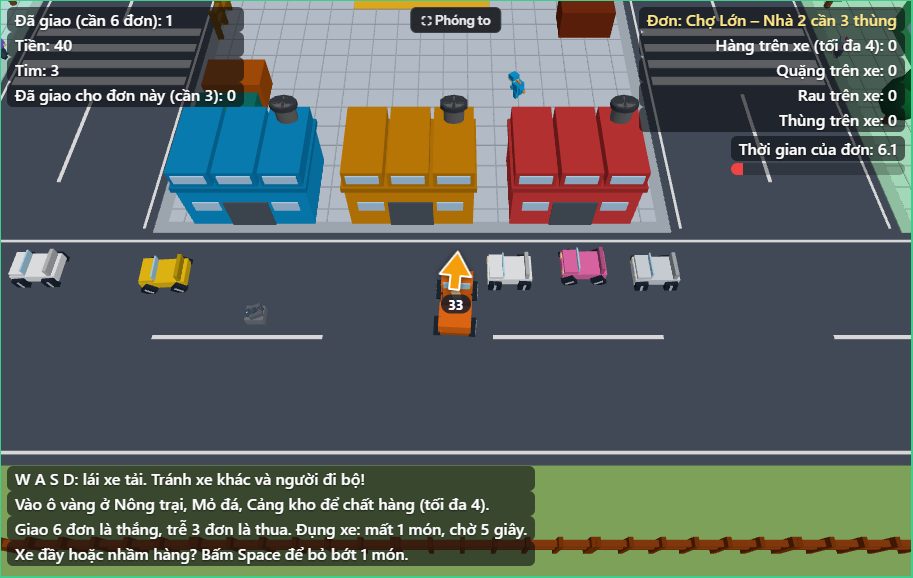 Đã giao (cần 6 đơn): 1
Tiền: 40
Tim: 3
Đã giao cho đơn này (cần 3): 0
Phóng to
Đơn: Chợ Lớn – Nhà 2 cần 3 thùng
Hàng trên xe (tối đa 4): 0
Quặng trên xe: 0
Rau trên xe: 0
Thùng trên xe: 0
Thời gian của đơn: 6.1
33
W A S D: lái xe tải. Tránh xe khác và người đi bộ!
Vào ô vàng ở Nông trại, Mỏ đá, Cảng kho để chất hàng (tối đa 4).
Giao 6 đơn là thắng, trễ 3 đơn là thua. Đụng xe: mất 1 món, chờ 5 giây.
Xe đầy hoặc nhầm hàng? Bấm Space để bỏ bớt 1 món.